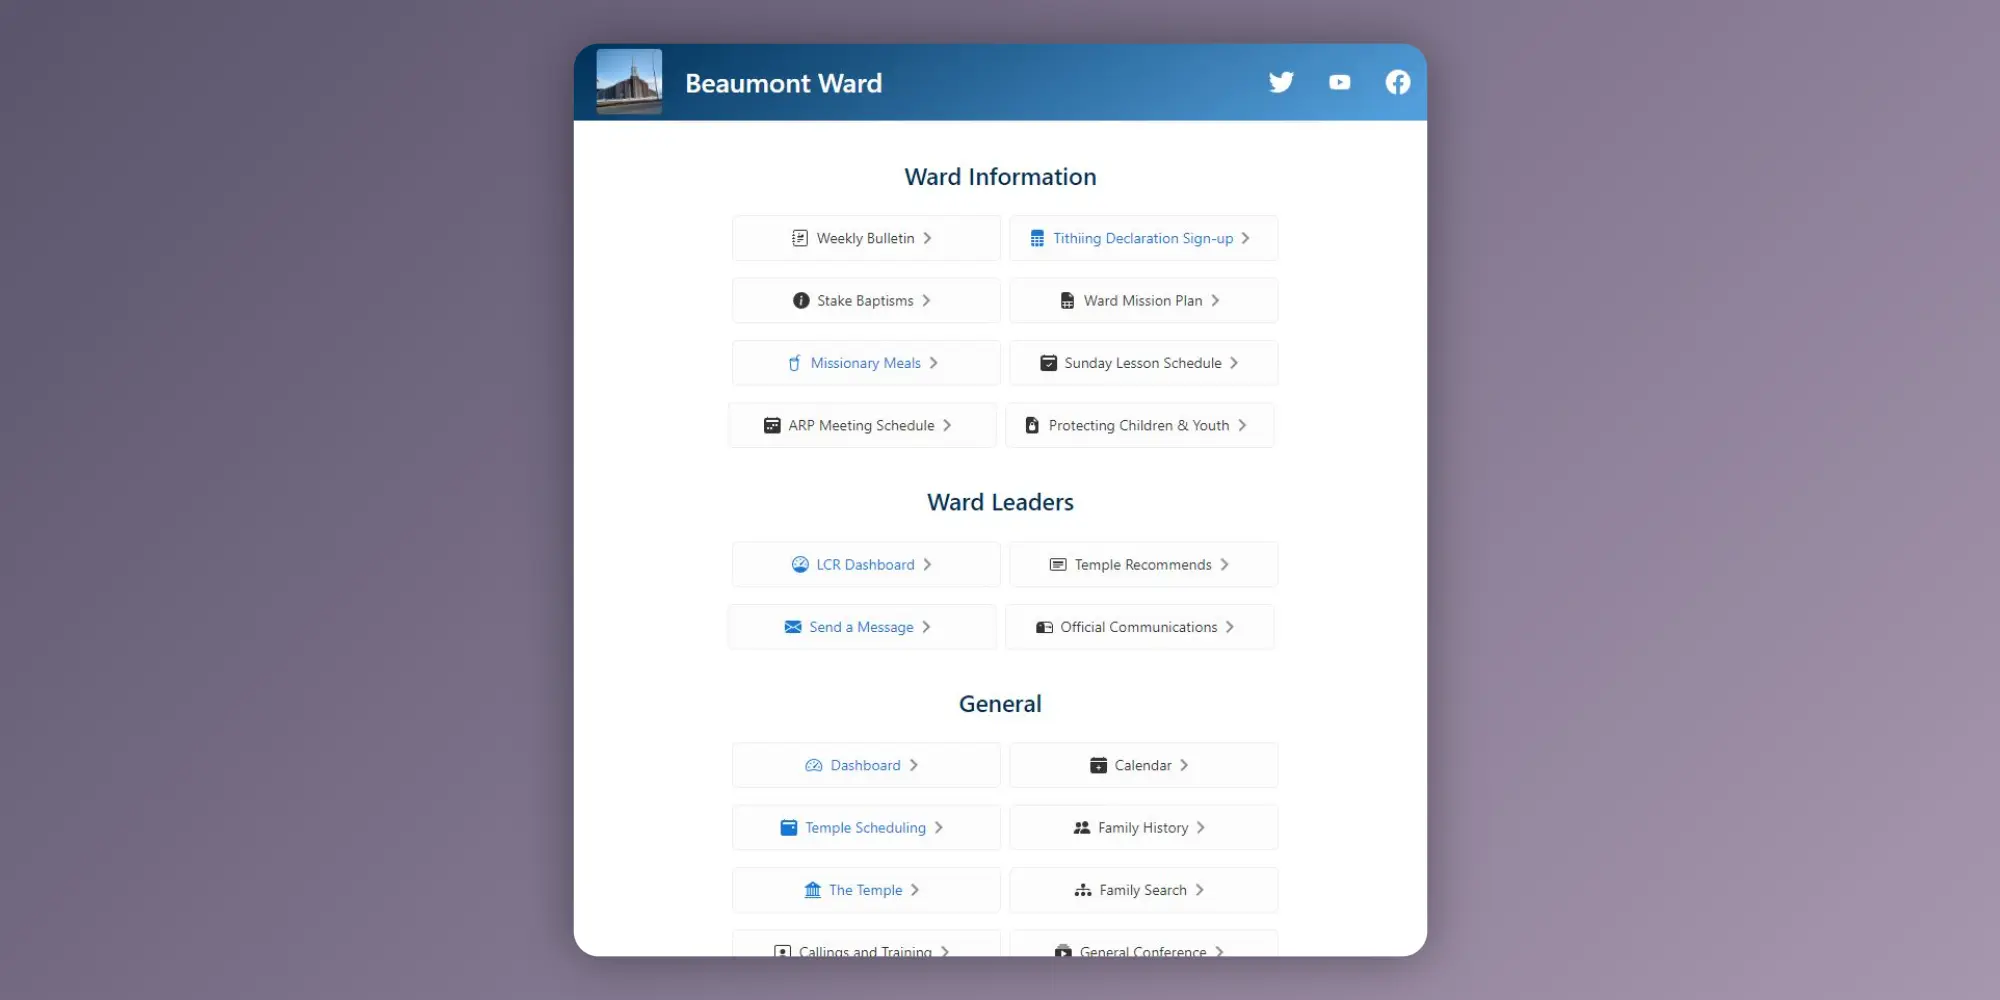 Beaumont Ward
Ward Information
Weekly Bulletin
Tithiing Declaration Sign-up
Stake Baptisms
Ward Mission Plan
Missionary Meals
Sunday Lesson Schedule
ARP Meeting Schedule
Protecting Children & Youth
Ward Leaders
LCR Dashboard
Temple Recommends
Send a Message
Official Communications
General
Dashboard
Calendar
Temple Scheduling
Family History
The Temple
Family Search
Callings and Training
General Conference